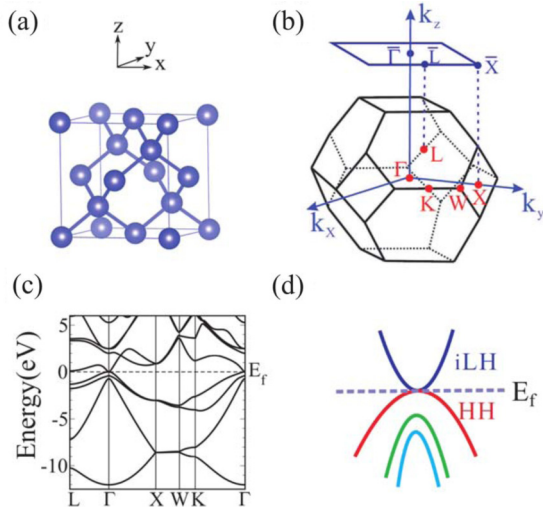 (a)
z
y
x
(b)
k_z
Γ̅
L̅
X̅
L
Γ
K
W
X
k_x
k_y
(c)
Energy(eV)
5
0
-5
-10
L
Γ
X
W
K
Γ
E_f
(d)
iLH
E_f
HH